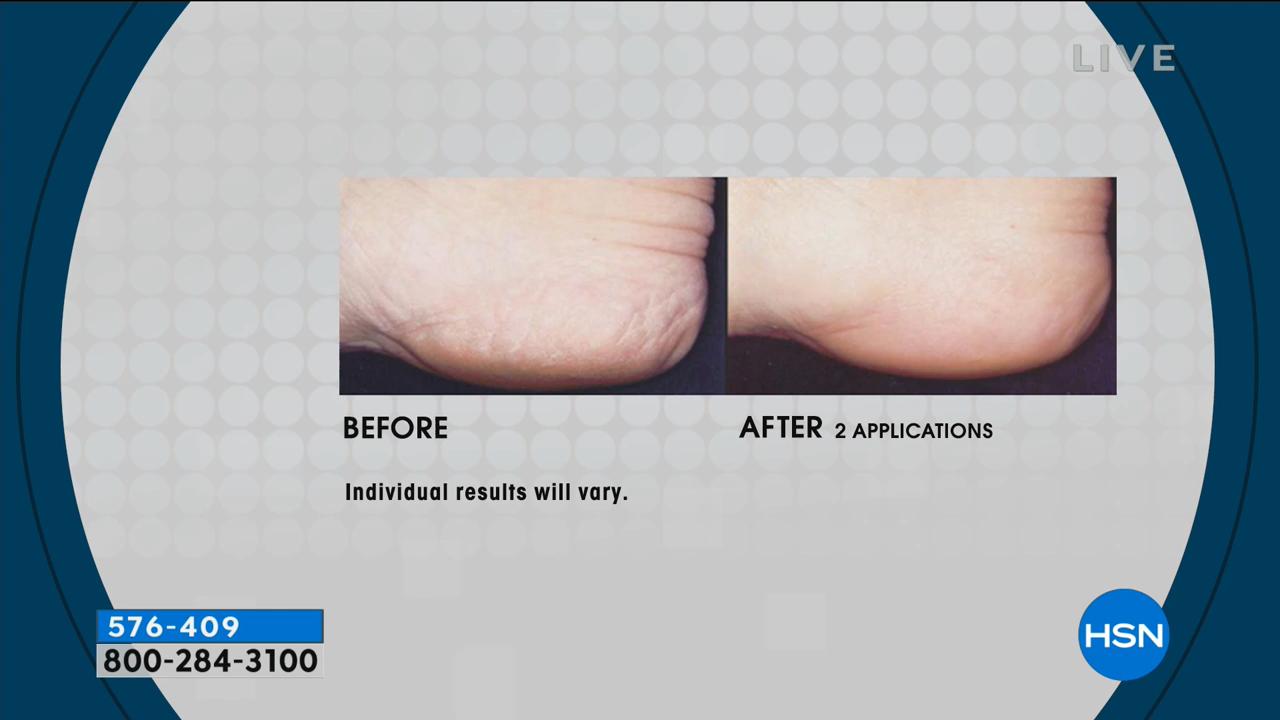 LIVE
BEFORE
AFTER 2 APPLICATIONS
Individual results will vary.
576-409
800-284-3100
HSN